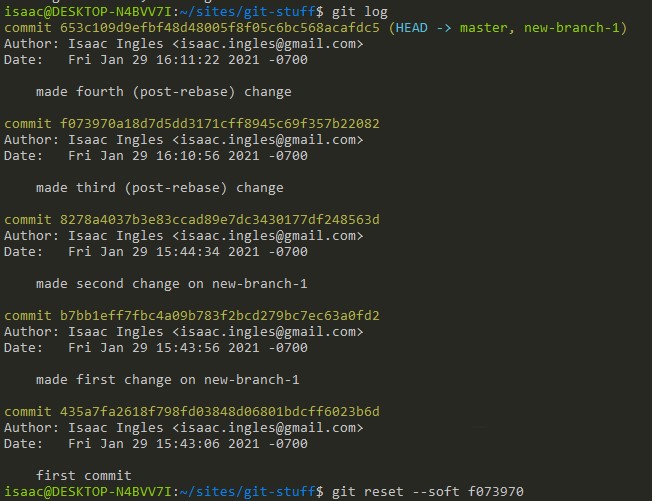 isaac@DESKTOP-N4BVV7I:~/sites/git-stuff$ git log
commit 653c109d9efbf48d48005f8f05c6bc568acafdc5 (HEAD -> master, new-branch-1)
Author: Isaac Ingles <isaac.ingles@gmail.com>
Date:   Fri Jan 29 16:11:22 2021 -0700
made fourth (post-rebase) change
commit f073970a18d7d5dd3171cff8945c69f357b22082
Author: Isaac Ingles <isaac.ingles@gmail.com>
Date:   Fri Jan 29 16:10:56 2021 -0700
made third (post-rebase) change
commit 8278a4037b3e83ccad89e7dc3430177df248563d
Author: Isaac Ingles <isaac.ingles@gmail.com>
Date:   Fri Jan 29 15:44:34 2021 -0700
made second change on new-branch-1
commit b7bb1eff7fbc4a09b783f2bcd279bc7ec63a0fd2
Author: Isaac Ingles <isaac.ingles@gmail.com>
Date:   Fri Jan 29 15:43:56 2021 -0700
made first change on new-branch-1
commit 435a7fa2618f798fd03848d06801bdcff6023b6d
Author: Isaac Ingles <isaac.ingles@gmail.com>
Date:   Fri Jan 29 15:43:06 2021 -0700
first commit
isaac@DESKTOP-N4BVV7I:~/sites/git-stuff$ git reset --soft f073970